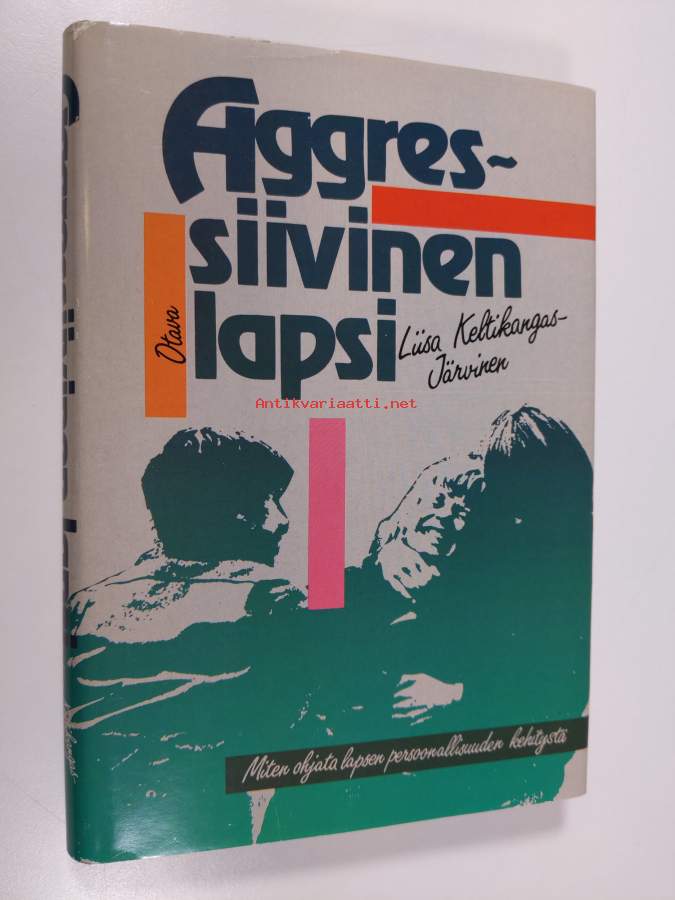 Aggres~
siivinen
lapsi
Otava
Liisa Keltikangas-
Järvinen
Antikvariaatti.net
Miten ohjata lapsen persoonallisuuden kehitystä